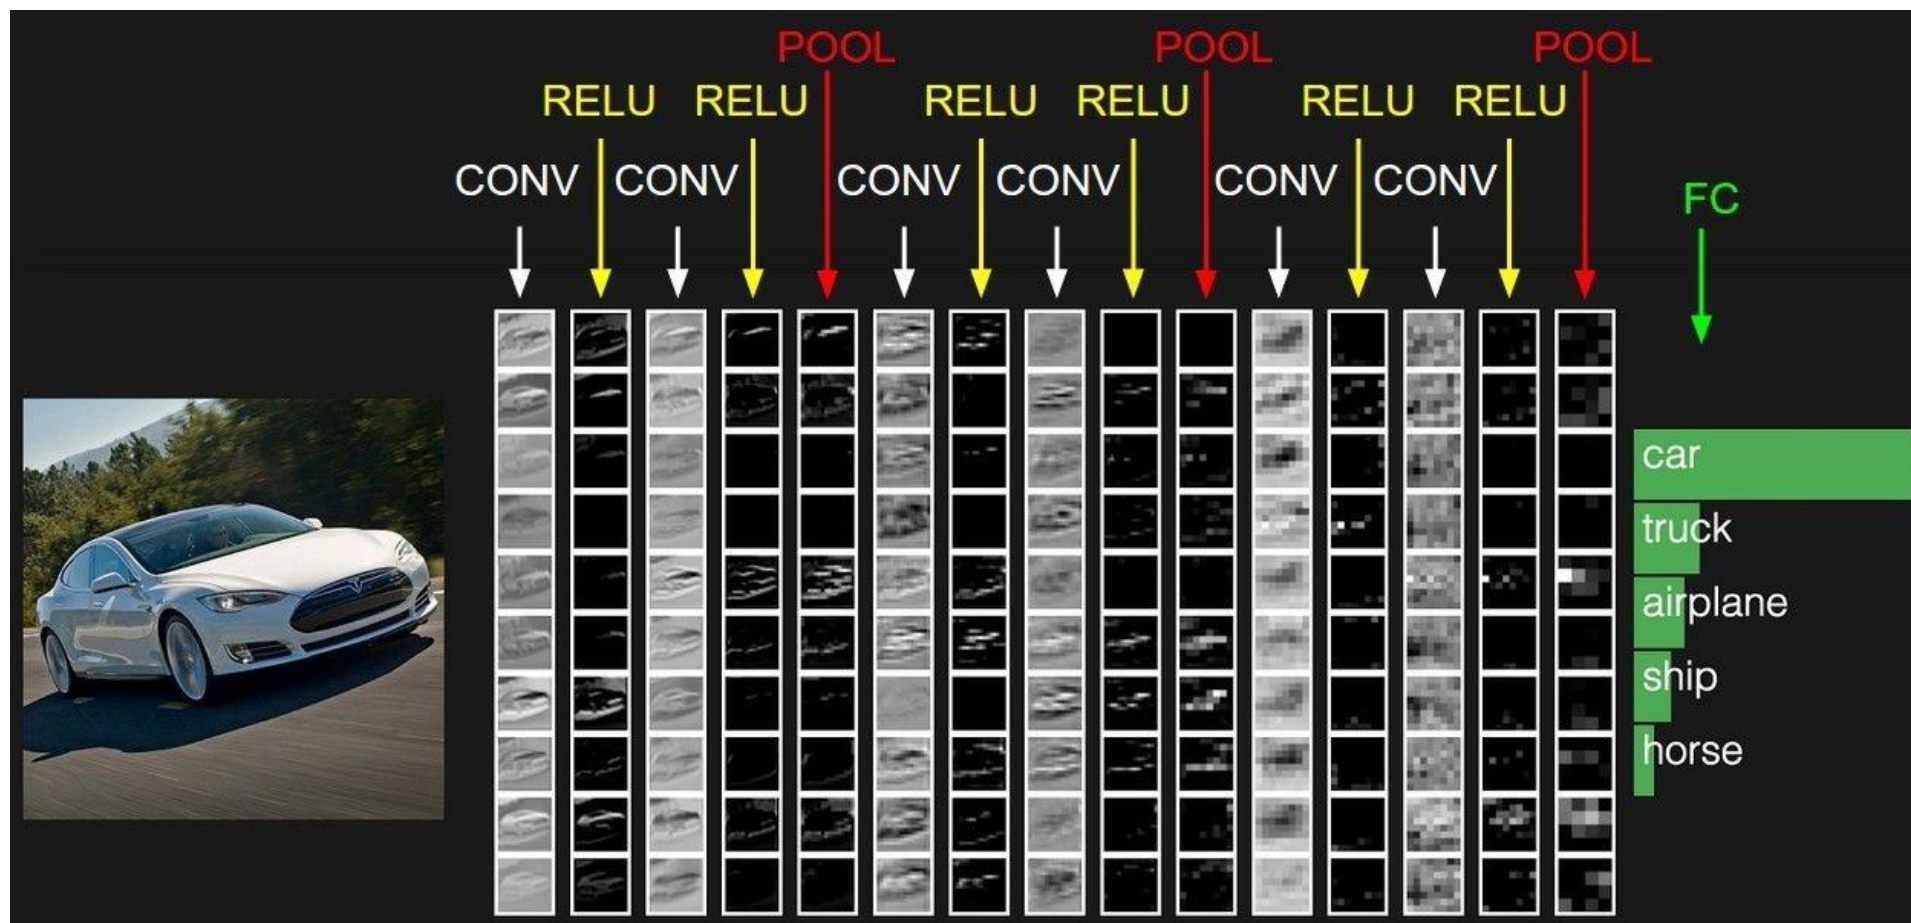 POOL POOL POOL
RELU RELU RELU RELU RELU RELU
CONV CONV CONV CONV CONV CONV
FC
car
truck
airplane
ship
horse